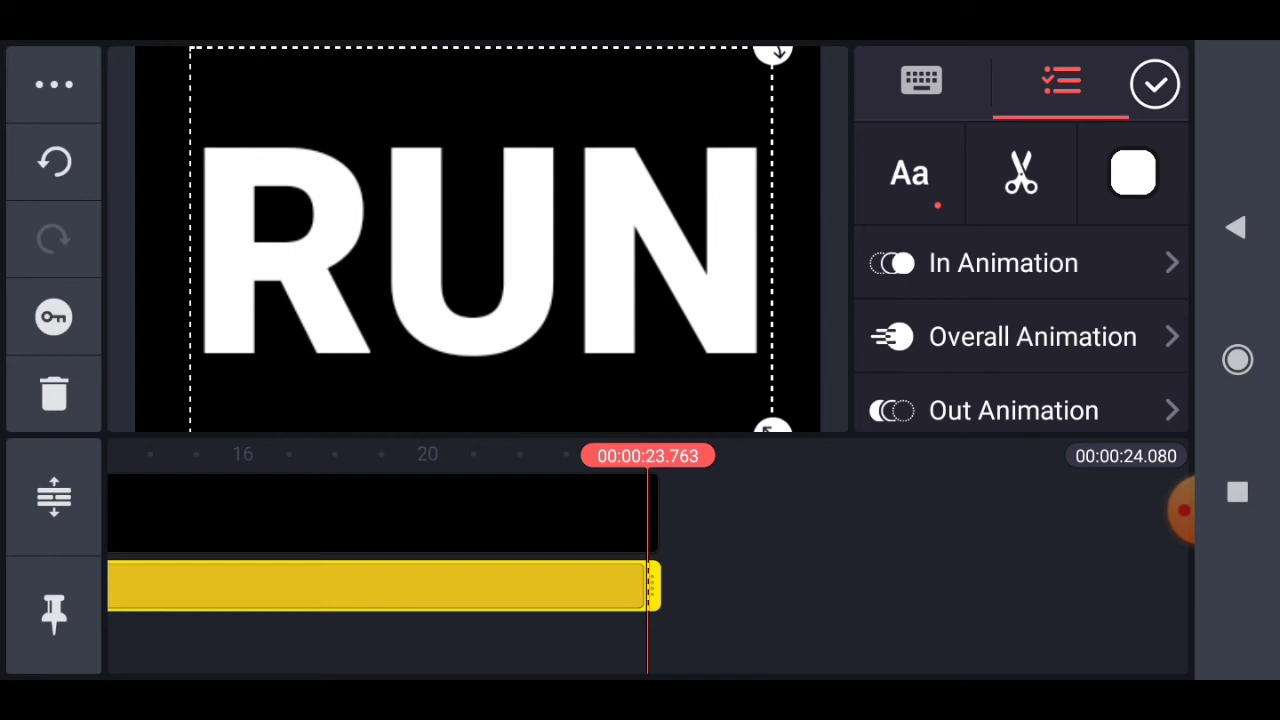 RUN
Aa
In Animation
Overall Animation
Out Animation
16
20
00:00:23.763
00:00:24.080